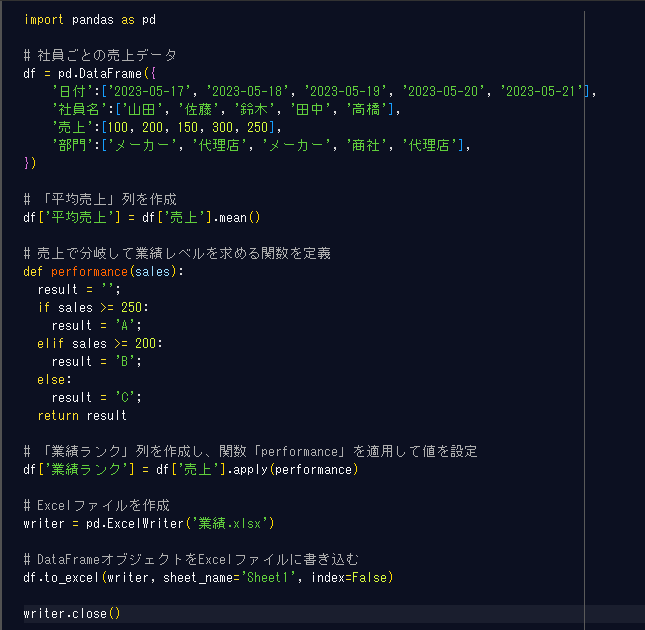 import pandas as pd
# 社員ごとの売上データ
df = pd.DataFrame({
    '日付':['2023-05-17', '2023-05-18', '2023-05-19', '2023-05-20', '2023-05-21'],
    '社員名':['山田', '佐藤', '鈴木', '田中', '高橋'],
    '売上':[100, 200, 150, 300, 250],
    '部門':['メーカー', '代理店', 'メーカー', '商社', '代理店'],
})
# 「平均売上」列を作成
df['平均売上'] = df['売上'].mean()
# 売上で分岐して業績レベルを求める関数を定義
def performance(sales):
  result = '';
  if sales >= 250:
    result = 'A';
  elif sales >= 200:
    result = 'B';
  else:
    result = 'C';
  return result
# 「業績ランク」列を作成し、関数「performance」を適用して値を設定
df['業績ランク'] = df['売上'].apply(performance)
# Excelファイルを作成
writer = pd.ExcelWriter('業績.xlsx')
# DataFrameオブジェクトをExcelファイルに書き込む
df.to_excel(writer, sheet_name='Sheet1', index=False)
writer.close()